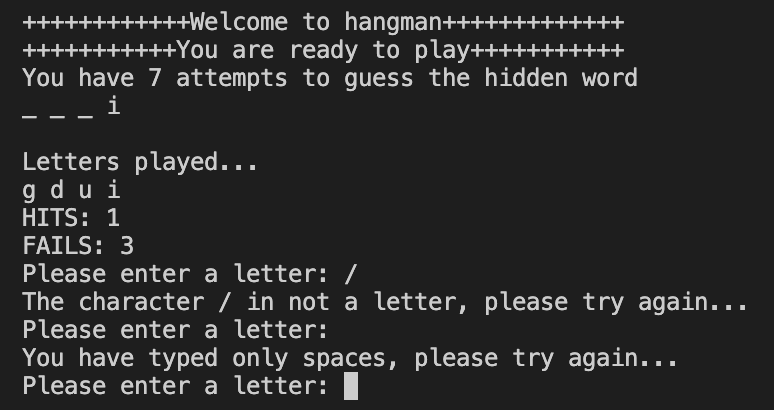 ++++++++++++Welcome to hangman+++++++++++++
+++++++++++You are ready to play+++++++++++
You have 7 attempts to guess the hidden word
_ _ _ i
Letters played...
g d u i
HITS: 1
FAILS: 3
Please enter a letter: /
The character / in not a letter, please try again...
Please enter a letter:
You have typed only spaces, please try again...
Please enter a letter: